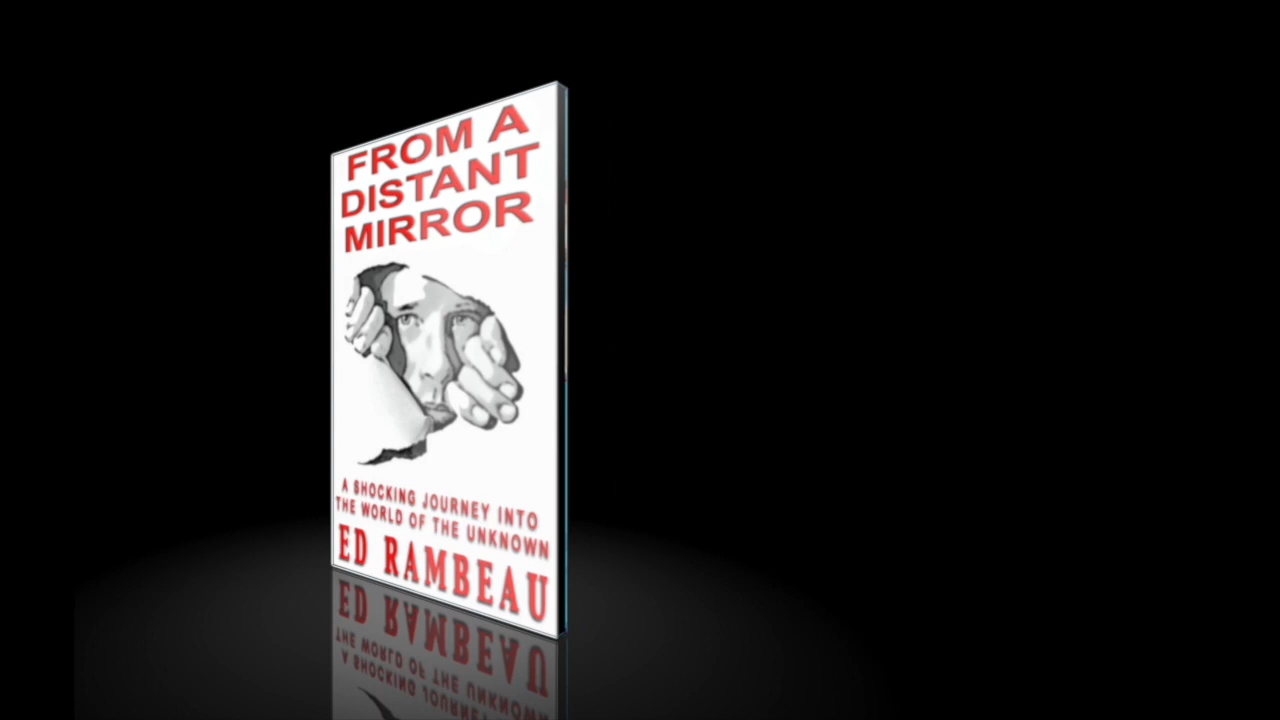 FROM A
DISTANT
MIRROR
A SHOCKING JOURNEY INTO
THE WORLD OF THE UNKNOWN
ED RAMBEAU